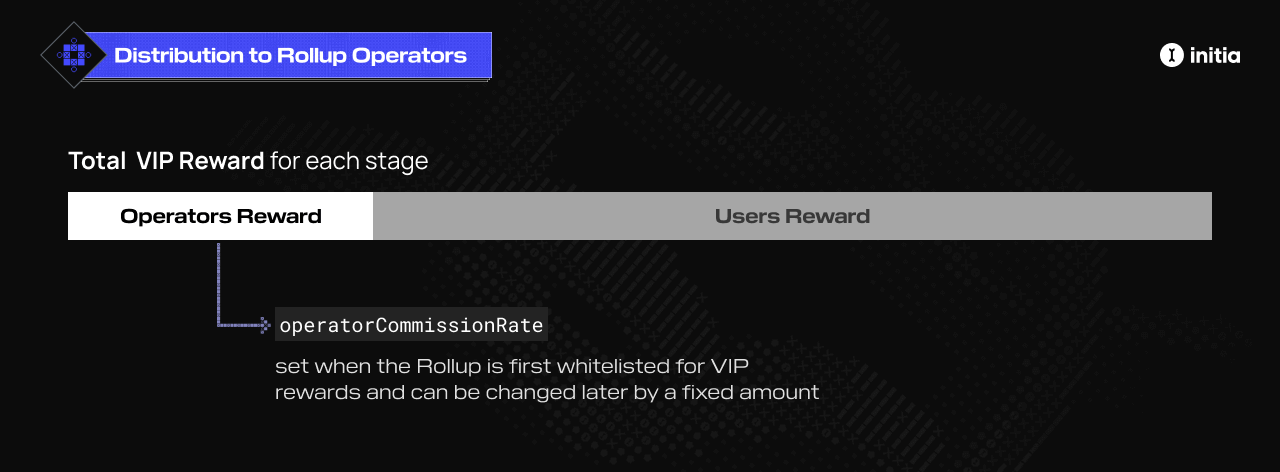 Distribution to Rollup Operators
initia
Total VIP Reward for each stage
Operators Reward
Users Reward
operatorCommissionRate
set when the Rollup is first whitelisted for VIP
rewards and can be changed later by a fixed amount